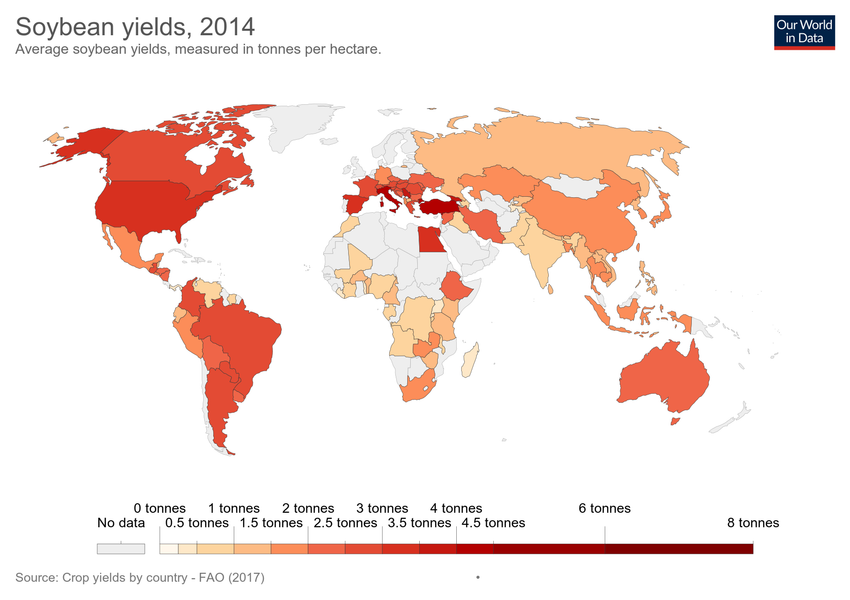 Soybean yields, 2014
Average soybean yields, measured in tonnes per hectare.
Our World
in Data
0 tonnes 1 tonnes 2 tonnes 3 tonnes 4 tonnes 6 tonnes
No data 0.5 tonnes 1.5 tonnes 2.5 tonnes 3.5 tonnes 4.5 tonnes 8 tonnes
Source: Crop yields by country - FAO (2017) •